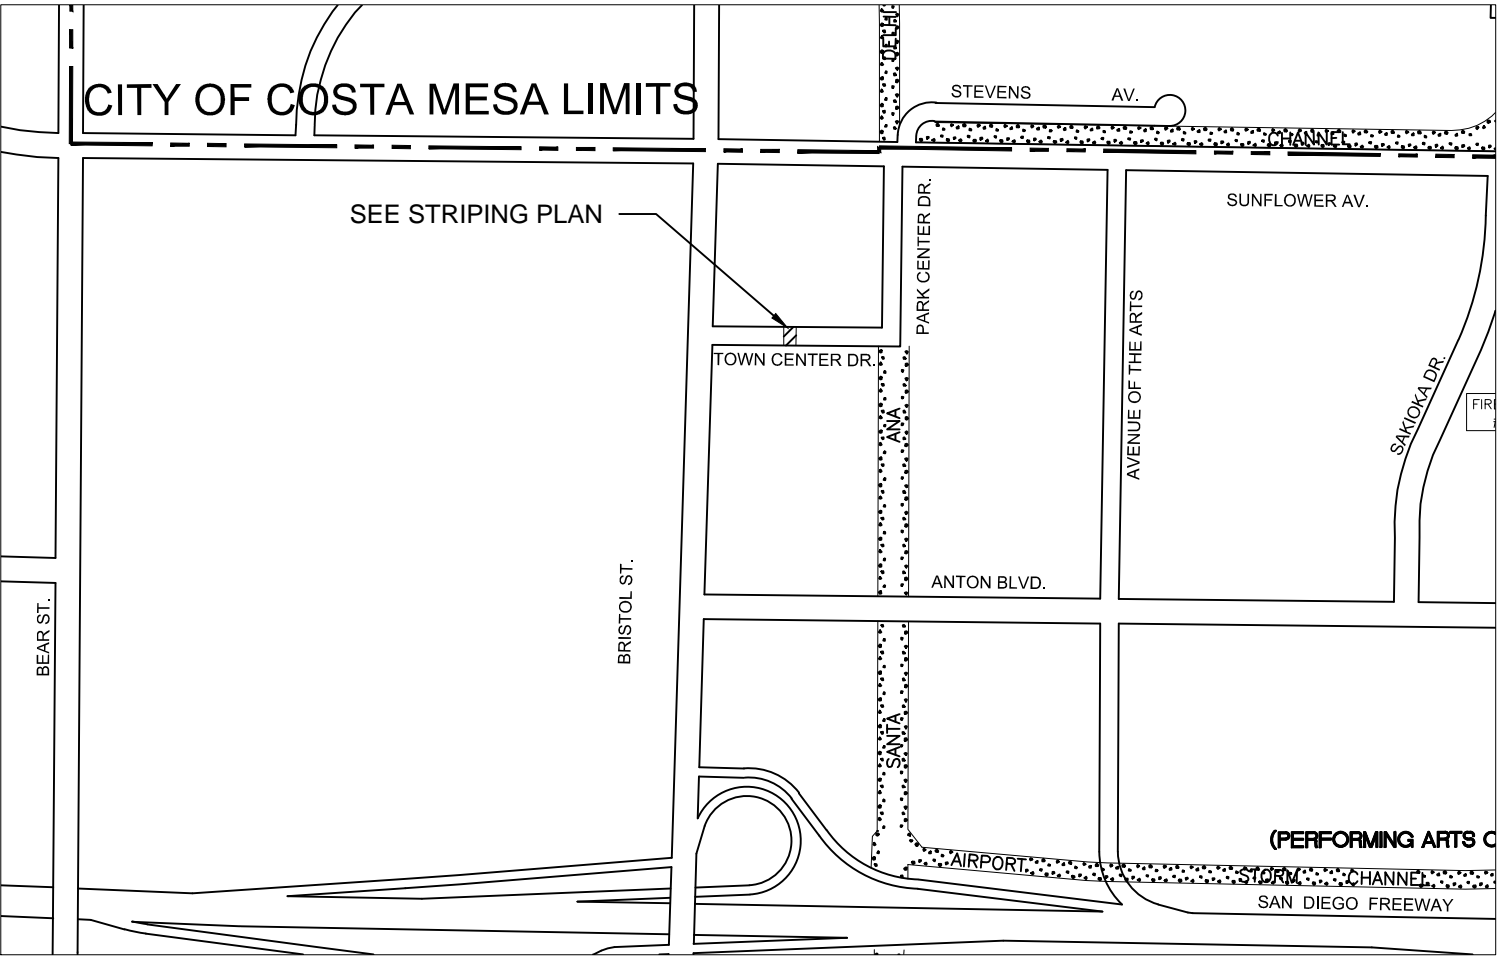 DELHI
CITY OF COSTA MESA LIMITS
STEVENS AV.
CHANNEL
SUNFLOWER AV.
SEE STRIPING PLAN
PARK CENTER DR.
AVENUE OF THE ARTS
TOWN CENTER DR.
SAKIOKA DR.
ANA
ANTON BLVD.
BRISTOL ST.
BEAR ST.
SANTA
(PERFORMING ARTS
AIRPORT
STORM CHANNEL
SAN DIEGO FREEWAY